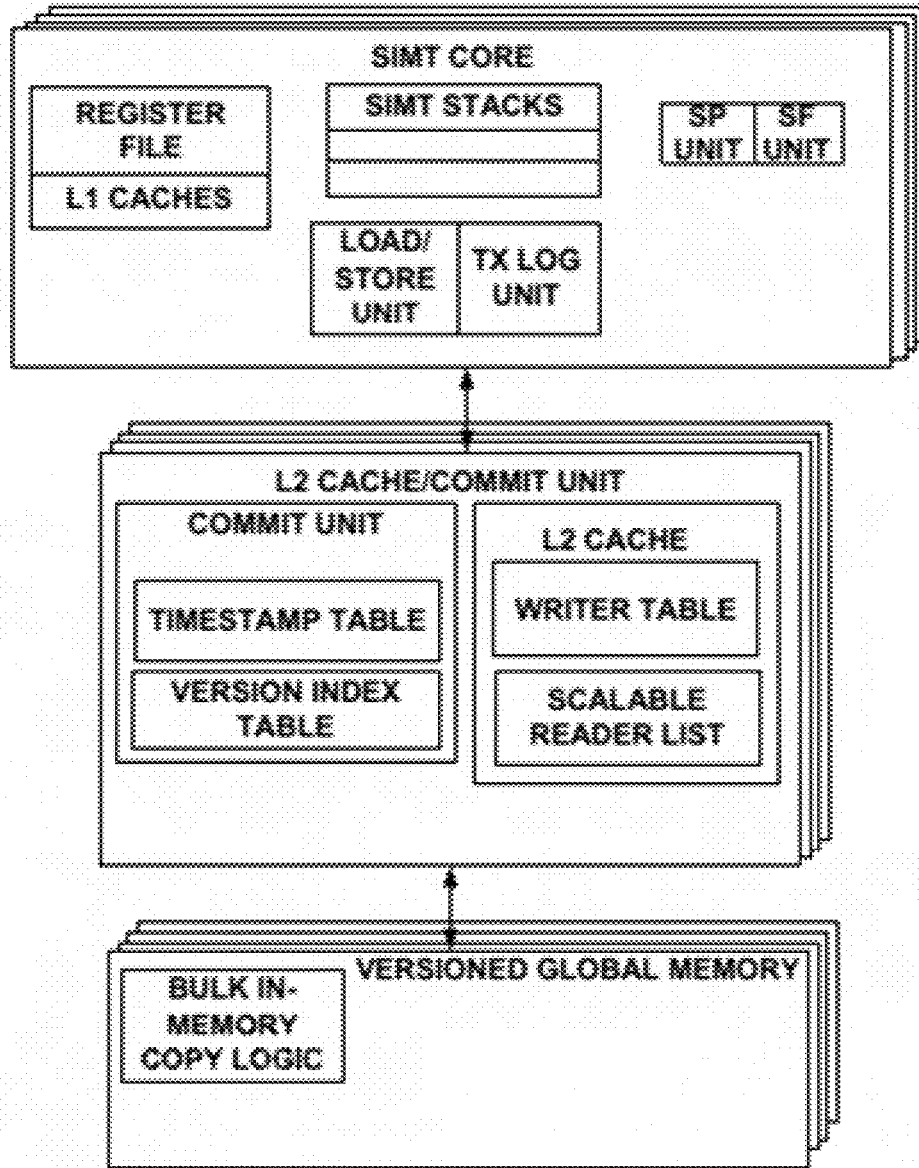 SIMT CORE
REGISTER
FILE
L1 CACHES
SIMT STACKS
SP
UNIT
SF
UNIT
LOAD/
STORE
UNIT
TX LOG
UNIT
L2 CACHE/COMMIT UNIT
COMMIT UNIT
TIMESTAMP TABLE
VERSION INDEX
TABLE
L2 CACHE
WRITER TABLE
SCALABLE
READER LIST
VERSIONED GLOBAL MEMORY
BULK IN-
MEMORY
COPY LOGIC